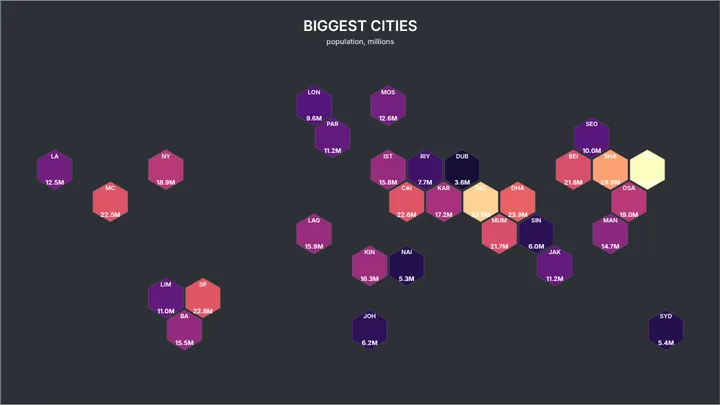 BIGGEST CITIES
population, millions
LON
9.6M
MOS
12.6M
PAR
11.2M
SEO
10.0M
LA
12.5M
NY
18.9M
IST
15.8M
RIY
7.7M
DUB
3.6M
BEI
21.8M
SHA
MC
22.5M
CAI
22.6M
KAR
17.2M
DHA
23.9M
OSA
19.0M
LAG
15.9M
MUM
21.7M
SIN
6.0M
MAN
14.7M
KIN
16.3M
NAI
5.3M
JAK
11.2M
LIM
11.0M
SP
22.8M
BA
15.5M
JOH
6.2M
SYD
5.4M